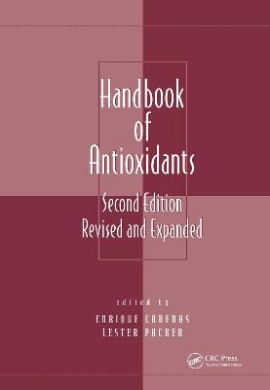 Handbook
of
Antioxidants
Second Edition
Revised and Expanded
edited by
ENRIQUE CADENAS
LESTER PACKER
CRC Press